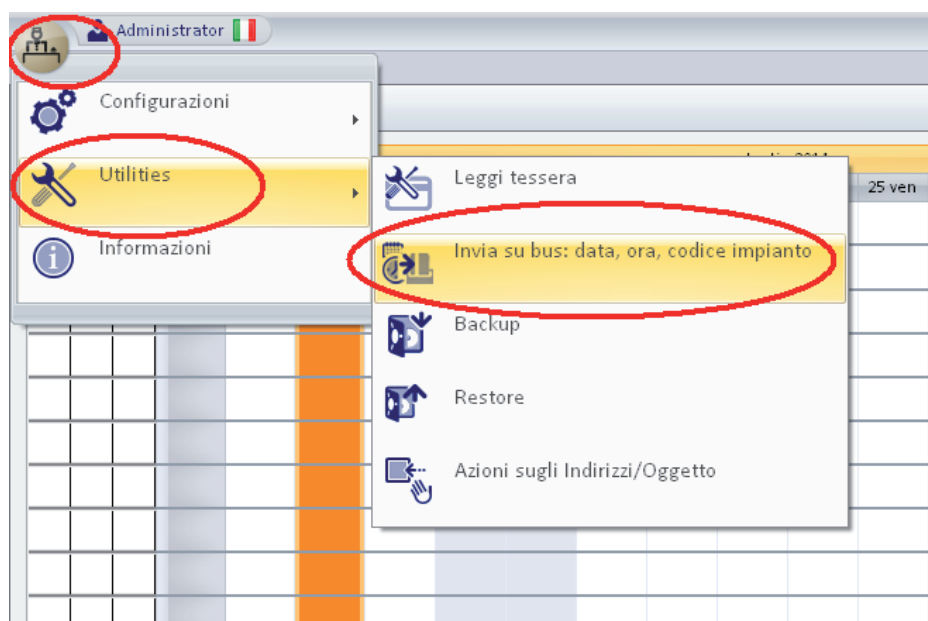 Administrator
Configurazioni
Utilities
Informazioni
Leggi tessera
25 ven
Invia su bus: data, ora, codice impianto
Backup
Restore
Azioni sugli Indirizzi/Oggetto